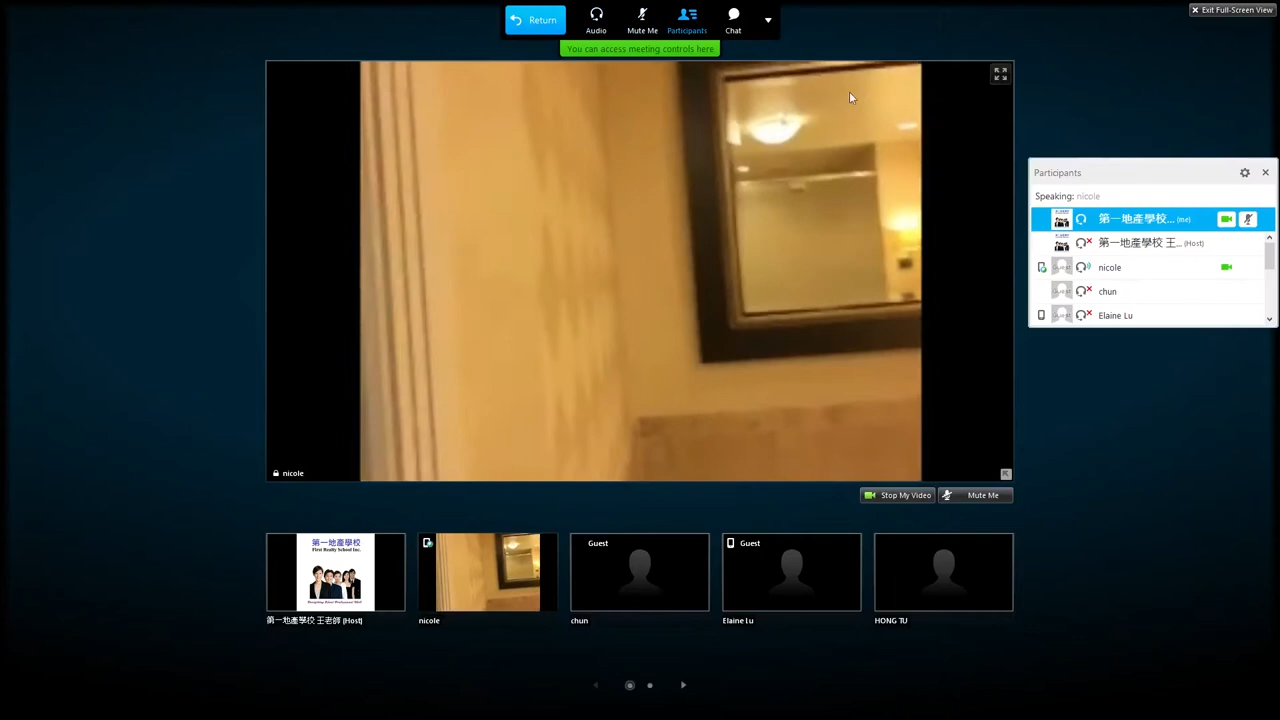 Return
Audio
Mute Me
Participants
Chat
Exit Full-Screen View
You can access meeting controls here.
Participants
Speaking: nicole
第一地產學校... (me)
第一地產學校 王... (Host)
nicole
chun
Elaine Lu
nicole
Stop My Video
Mute Me
第一地產學校
First Realty School Inc.
Guest
Guest
第一地產學校 王老師 (Host)
nicole
chun
Elaine Lu
HONG TU